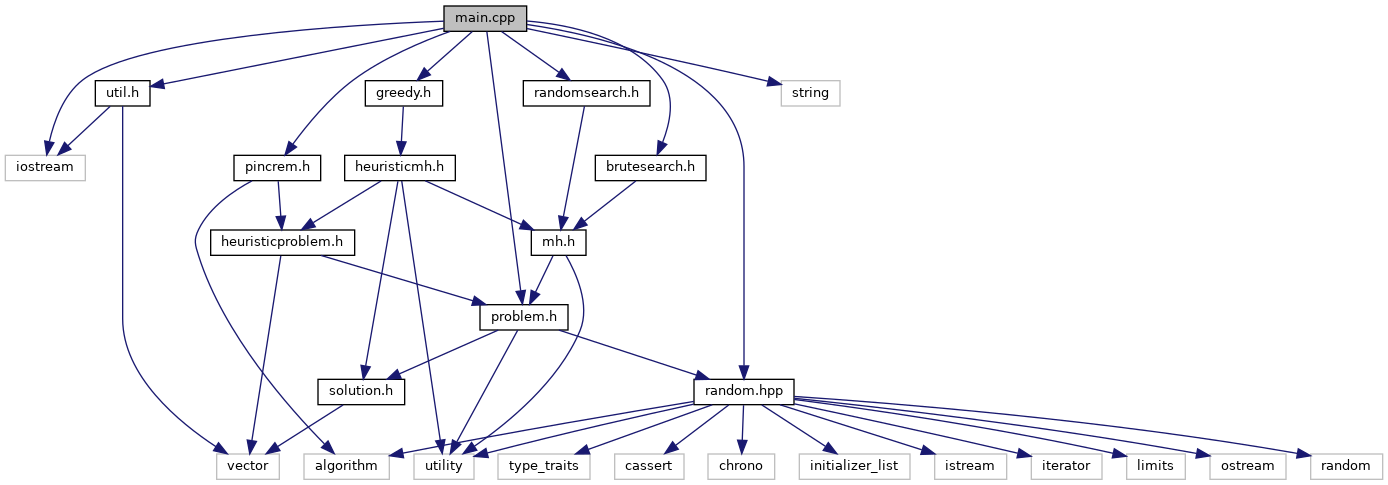 main.cpp
util.h
greedy.h
randomsearch.h
string
iostream
pincrem.h
heuristicmh.h
brutesearch.h
heuristicproblem.h
mh.h
problem.h
solution.h
random.hpp
vector
algorithm
utility
type_traits
cassert
chrono
initializer_list
istream
iterator
limits
ostream
random